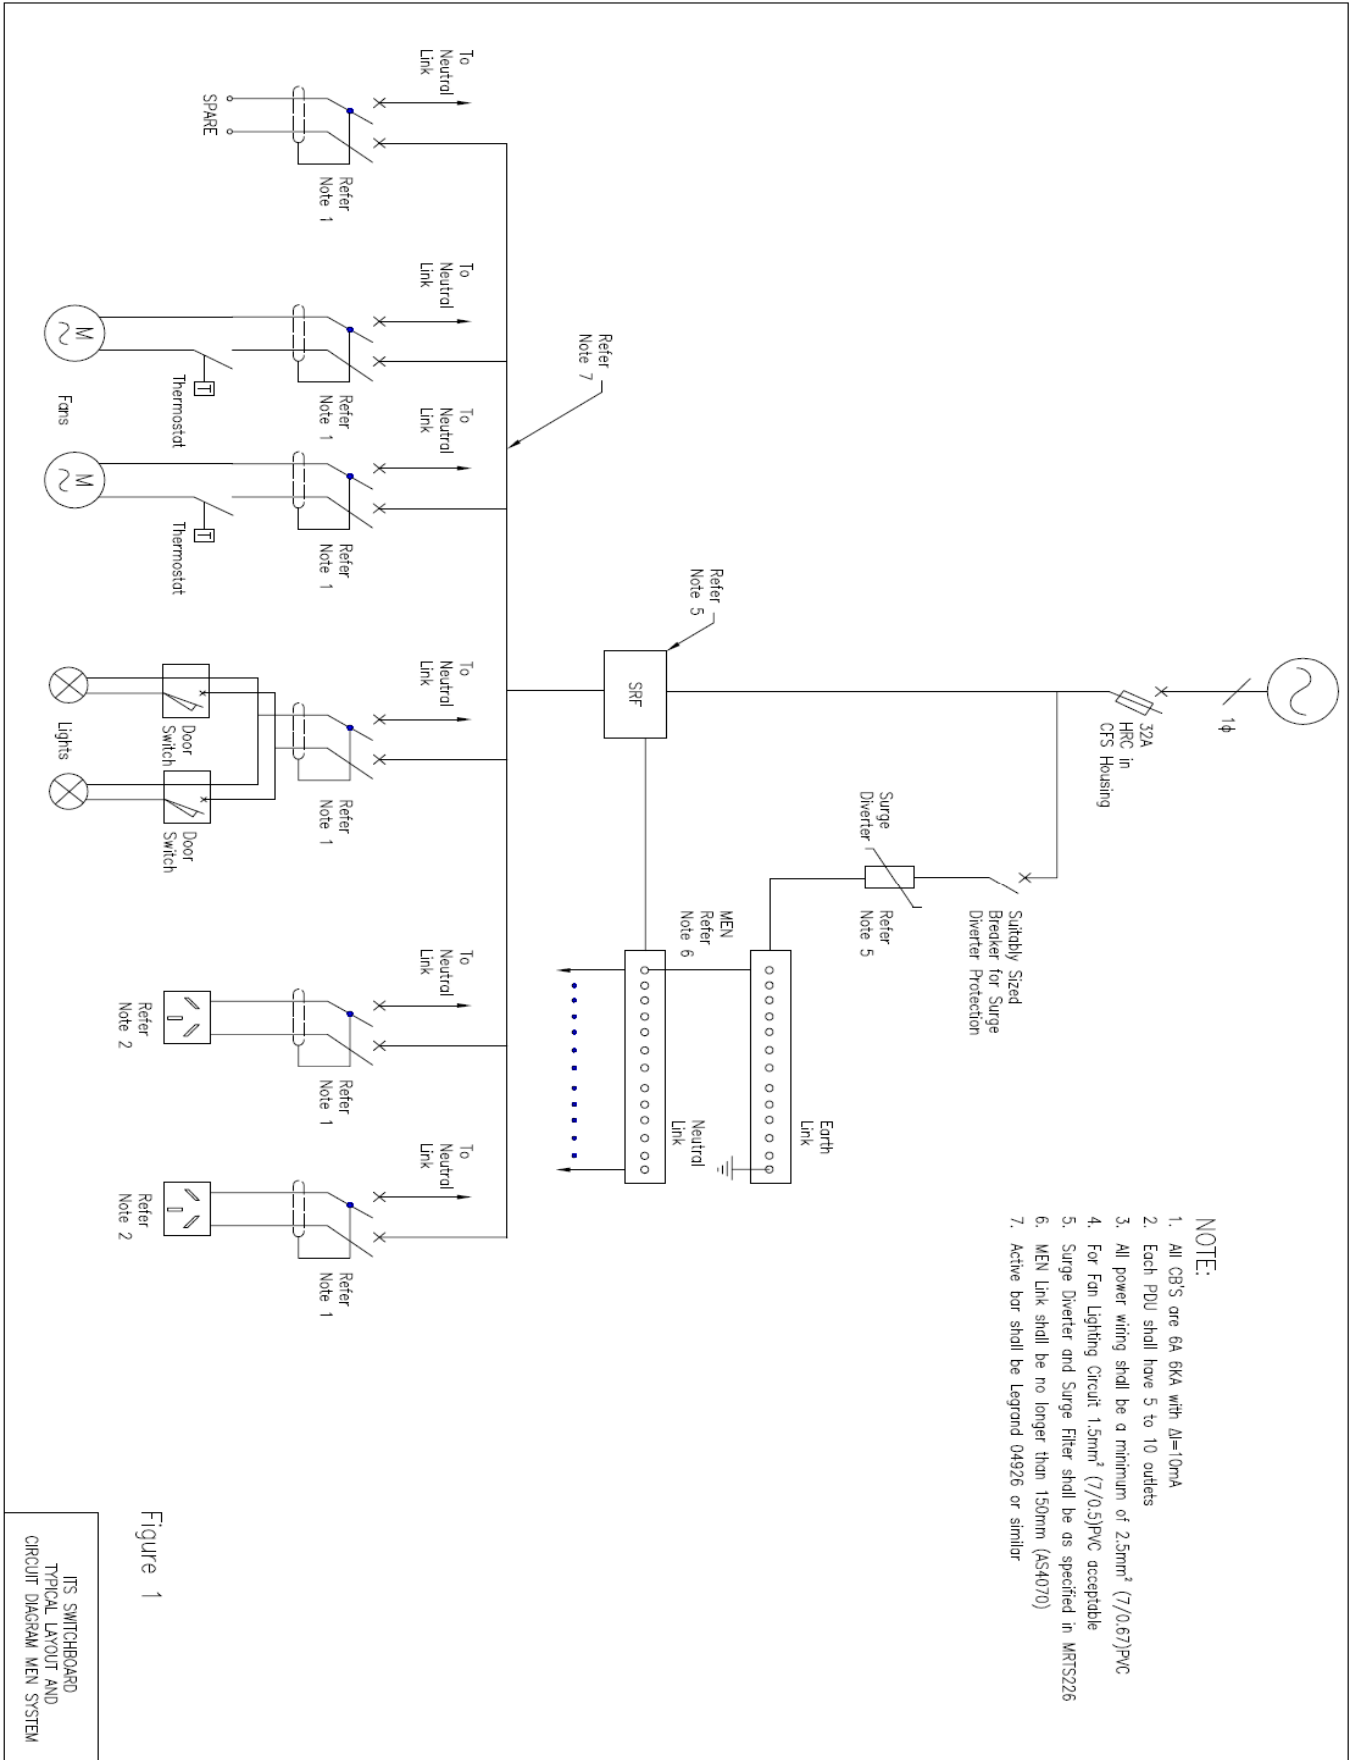 1ϕ
32A
HRC in
CFS Housing
NOTE:
1. All CB'S are 6A 6KA with ΔI=10mA
2. Each PDU shall have 5 to 10 outlets
3. All power wiring shall be a minimum of 2.5mm² (7/0.67)PVC
4. For Fan Lighting Circuit 1.5mm² (7/0.5)PVC acceptable
5. Surge Diverter and Surge Filter shall be as specified in MRTS226
6. MEN Link shall be no longer than 150mm (AS4070)
7. Active bar shall be Legrand 04926 or similar
Suitably Sized
Breaker for Surge
Diverter Protection
Surge
Diverter
Refer
Note 5
Earth
Link
MEN
Refer
Note 6
Neutral
Link
Refer
Note 5
SRF
Refer
Note 7
To
Neutral
Link
To
Neutral
Link
To
Neutral
Link
To
Neutral
Link
To
Neutral
Link
To
Neutral
Link
Refer
Note 1
Refer
Note 1
Refer
Note 1
Refer
Note 1
Refer
Note 1
Refer
Note 1
SPARE
T
Thermostat
T
Thermostat
Door
Switch
Door
Switch
Refer
Note 2
Refer
Note 2
M
Fans
M
Lights
Figure 1
ITS SWITCHBOARD
TYPICAL LAYOUT AND
CIRCUIT DIAGRAM MEN SYSTEM